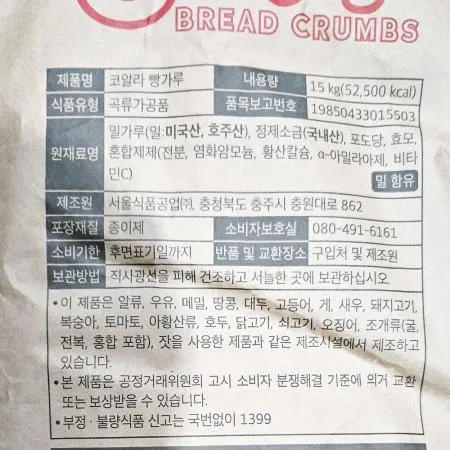 BREAD CRUMBS
제품명 코알라 빵가루 내용량 15 kg(52,500 kcal)
식품유형 곡류가공품 품목보고번호 19850433015503
원재료명 밀가루(밀:미국산, 호주산), 정제소금(국내산), 포도당, 효모,
혼합제제(전분, 염화암모늄, 황산칼슘, α-아밀라아제, 비타
민C) 밀 함유
제조원 서울식품공업㈜, 충청북도 충주시 충원대로 862
포장재질 종이제 소비자보호실 080-491-6161
소비기한 후면표기일까지 반품 및 교환장소 구입처 및 제조원
보관방법 직사광선을 피해 건조하고 서늘한 곳에 보관하십시오.
• 이 제품은 알류, 우유, 메밀, 땅콩, 대두, 고등어, 게, 새우, 돼지고기,
복숭아, 토마토, 아황산류, 호두, 닭고기, 쇠고기, 오징어, 조개류(굴,
전복, 홍합 포함), 잣을 사용한 제품과 같은 제조시설에서 제조하고
있습니다.
• 본 제품은 공정거래위원회 고시 소비자 분쟁해결 기준에 의거 교환
또는 보상받을 수 있습니다.
• 부정·불량식품 신고는 국번없이 1399